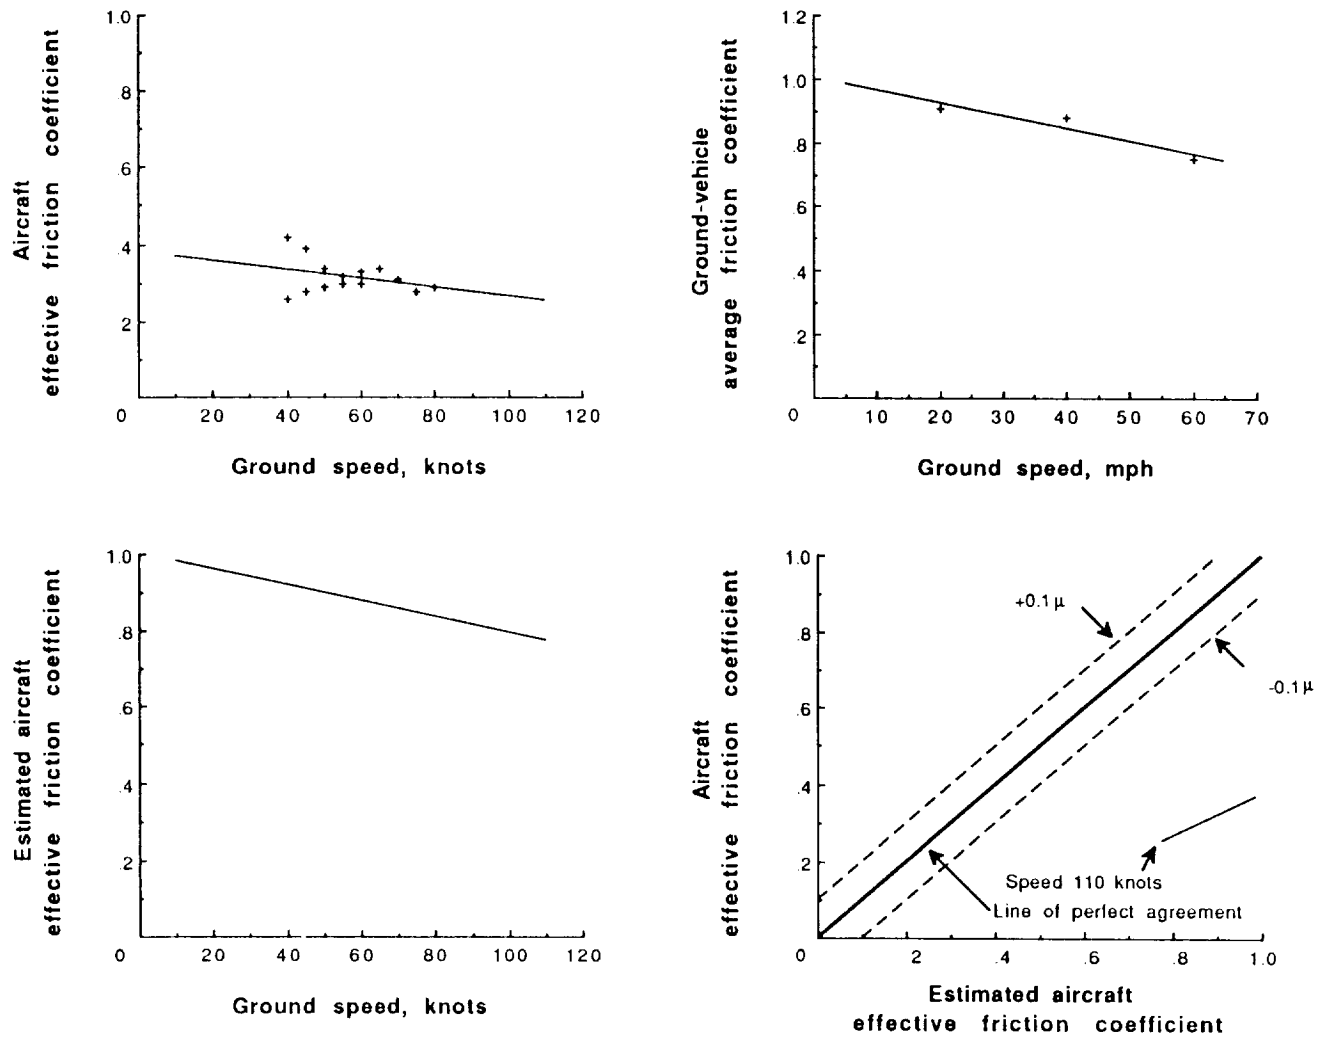 Aircraft
effective friction coefficient
1.0
.8
.6
.4
.2
0 20 40 60 80 100 120
Ground speed, knots
Ground-vehicle
average friction coefficient
1.2
1.0
.8
.6
.4
.2
0 10 20 30 40 50 60 70
Ground speed, mph
Estimated aircraft
effective friction coefficient
1.0
.8
.6
.4
.2
0 20 40 60 80 100 120
Ground speed, knots
Aircraft
effective friction coefficient
1.0
.8
.6
.4
.2
+0.1 μ
-0.1 μ
Speed 110 knots
Line of perfect agreement
0 .2 .4 .6 .8 1.0
Estimated aircraft
effective friction coefficient